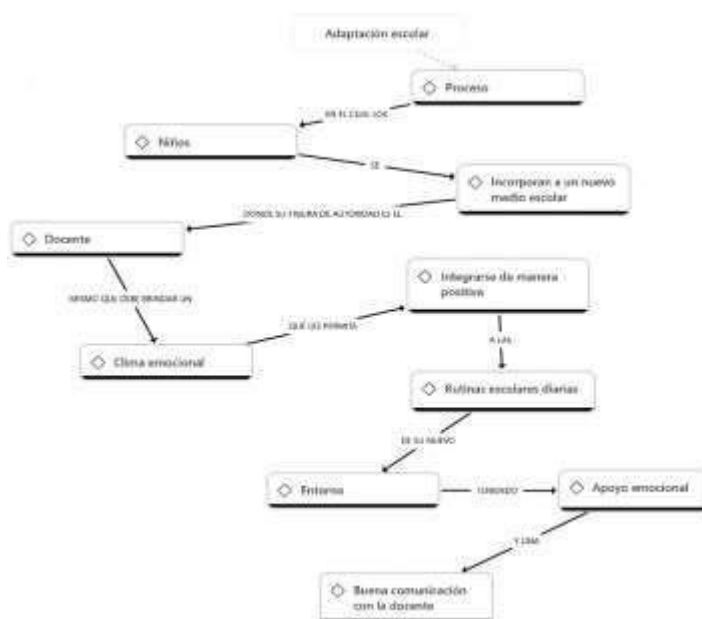 Adaptación escolar
Proceso
EN EL CUAL LOS
Niños
SE
Incorporan a un nuevo
medio escolar
DONDE SU FIGURA DE AUTORIDAD ES EL
Docente
MISMO QUE DEBE BRINDAR UN
Clima emocional
QUE LES PERMITA
Integrarse de manera
positiva
A LAS
Rutinas escolares diarias
DE SU NUEVO
Entorno
TENIENDO
Apoyo emocional
Y UNA
Buena comunicación
con la docente